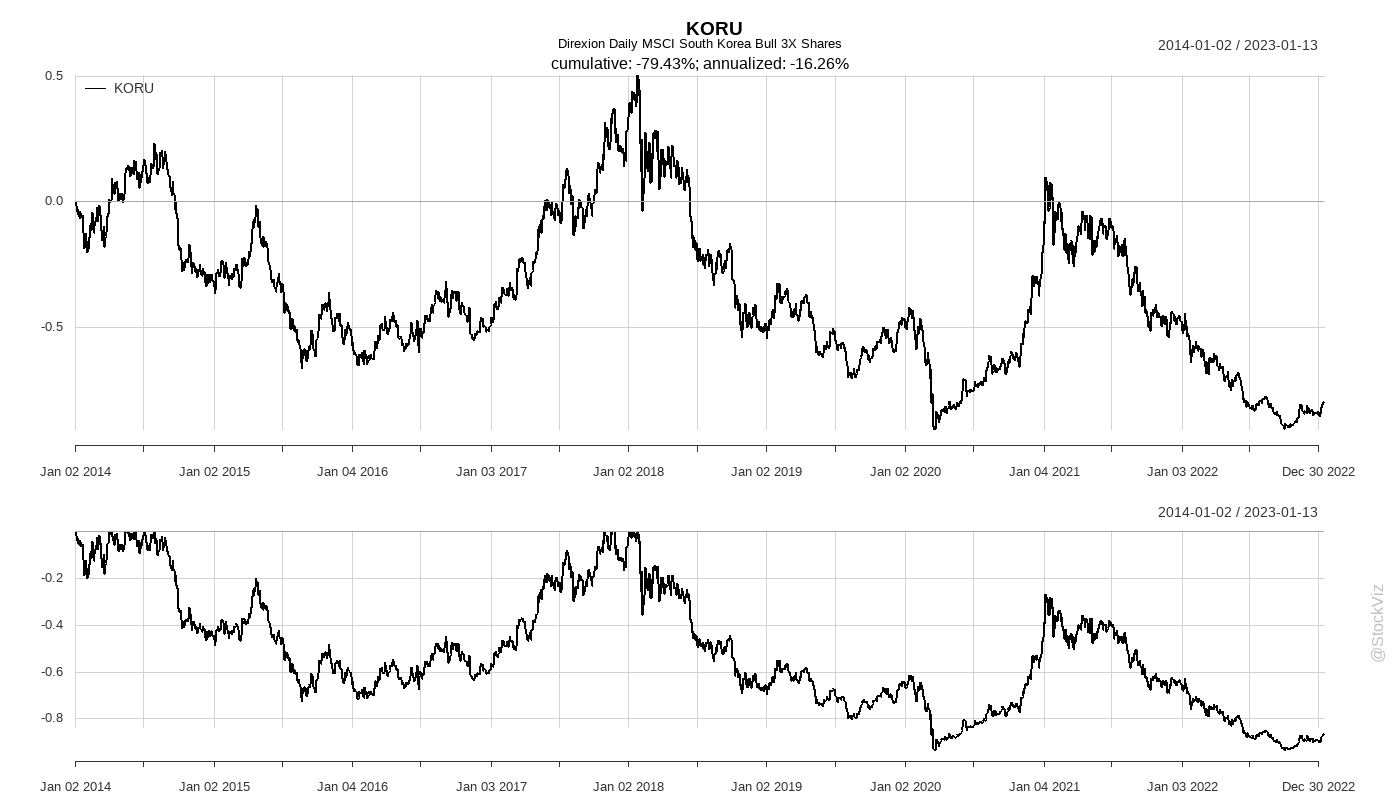 KORU
Direxion Daily MSCI South Korea Bull 3X Shares
cumulative: -79.43%; annualized: -16.26%
2014-01-02 / 2023-01-13
KORU
0.5
0.0
-0.5
Jan 02 2014 Jan 02 2015 Jan 04 2016 Jan 03 2017 Jan 02 2018 Jan 02 2019 Jan 02 2020 Jan 04 2021 Jan 03 2022 Dec 30 2022
2014-01-02 / 2023-01-13
-0.2
-0.4
-0.6
-0.8
Jan 02 2014 Jan 02 2015 Jan 04 2016 Jan 03 2017 Jan 02 2018 Jan 02 2019 Jan 02 2020 Jan 04 2021 Jan 03 2022 Dec 30 2022
@StockViz